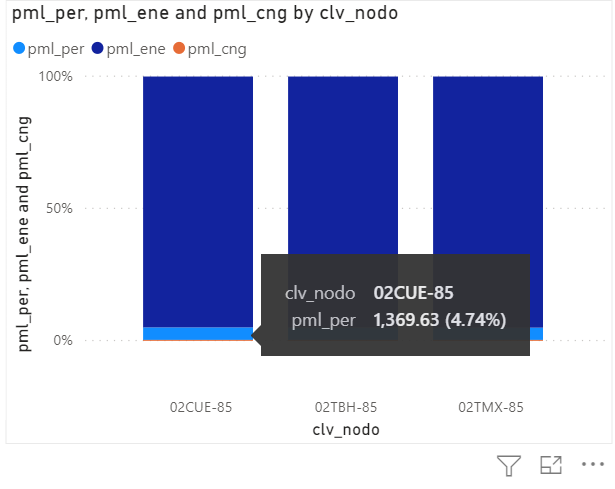 pml_per, pml_ene and pml_cng by clv_nodo
pml_per pml_ene pml_cng
100%
50%
0%
pml_per, pml_ene and pml_cng
clv_nodo 02CUE-85
pml_per 1,369.63 (4.74%)
02CUE-85 02TBH-85 02TMX-85
clv_nodo